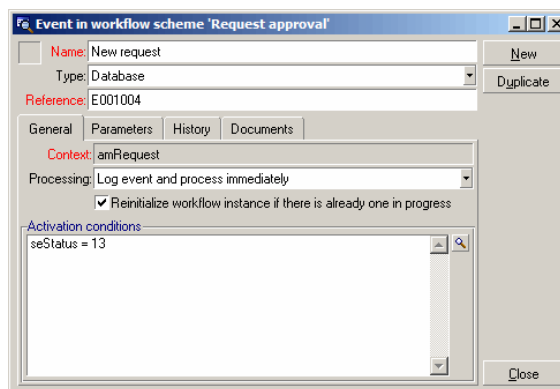 Event in workflow scheme 'Request approval'
Name: New request
New
Type: Database
Duplicate
Reference: E001004
General Parameters History Documents
Context: amRequest
Processing: Log event and process immediately
Reinitialize workflow instance if there is already one in progress
Activation conditions
seStatus = 13
Close